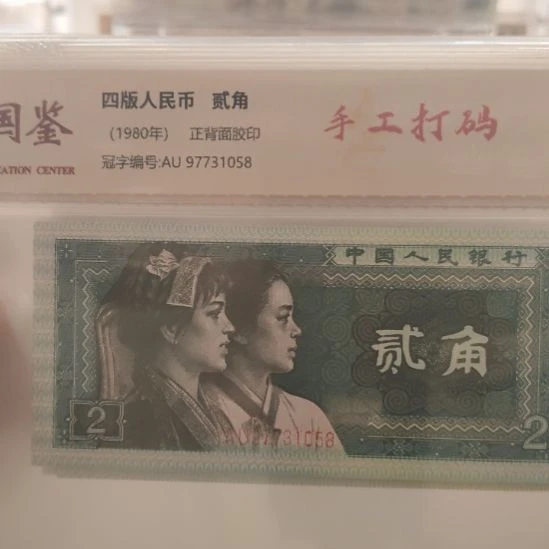 四版人民币 贰角
国鉴
手工打码
(1980年) 正背面胶印
冠字编号:AU 97731058
ATION CENTER
中国人民银行
贰角
2
2
AU97731058